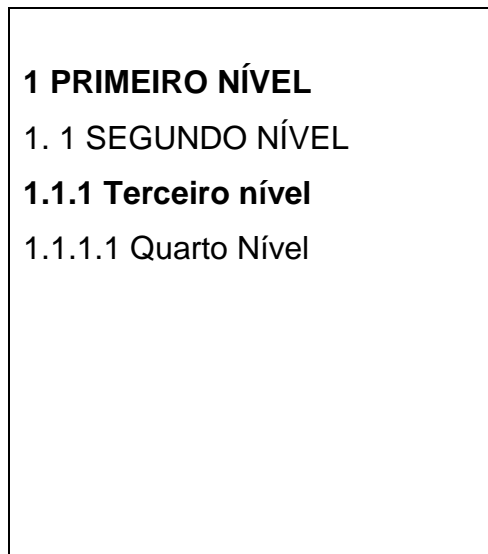 1 PRIMEIRO NÍVEL
1. 1 SEGUNDO NÍVEL
1.1.1 Terceiro nível
1.1.1.1 Quarto Nível